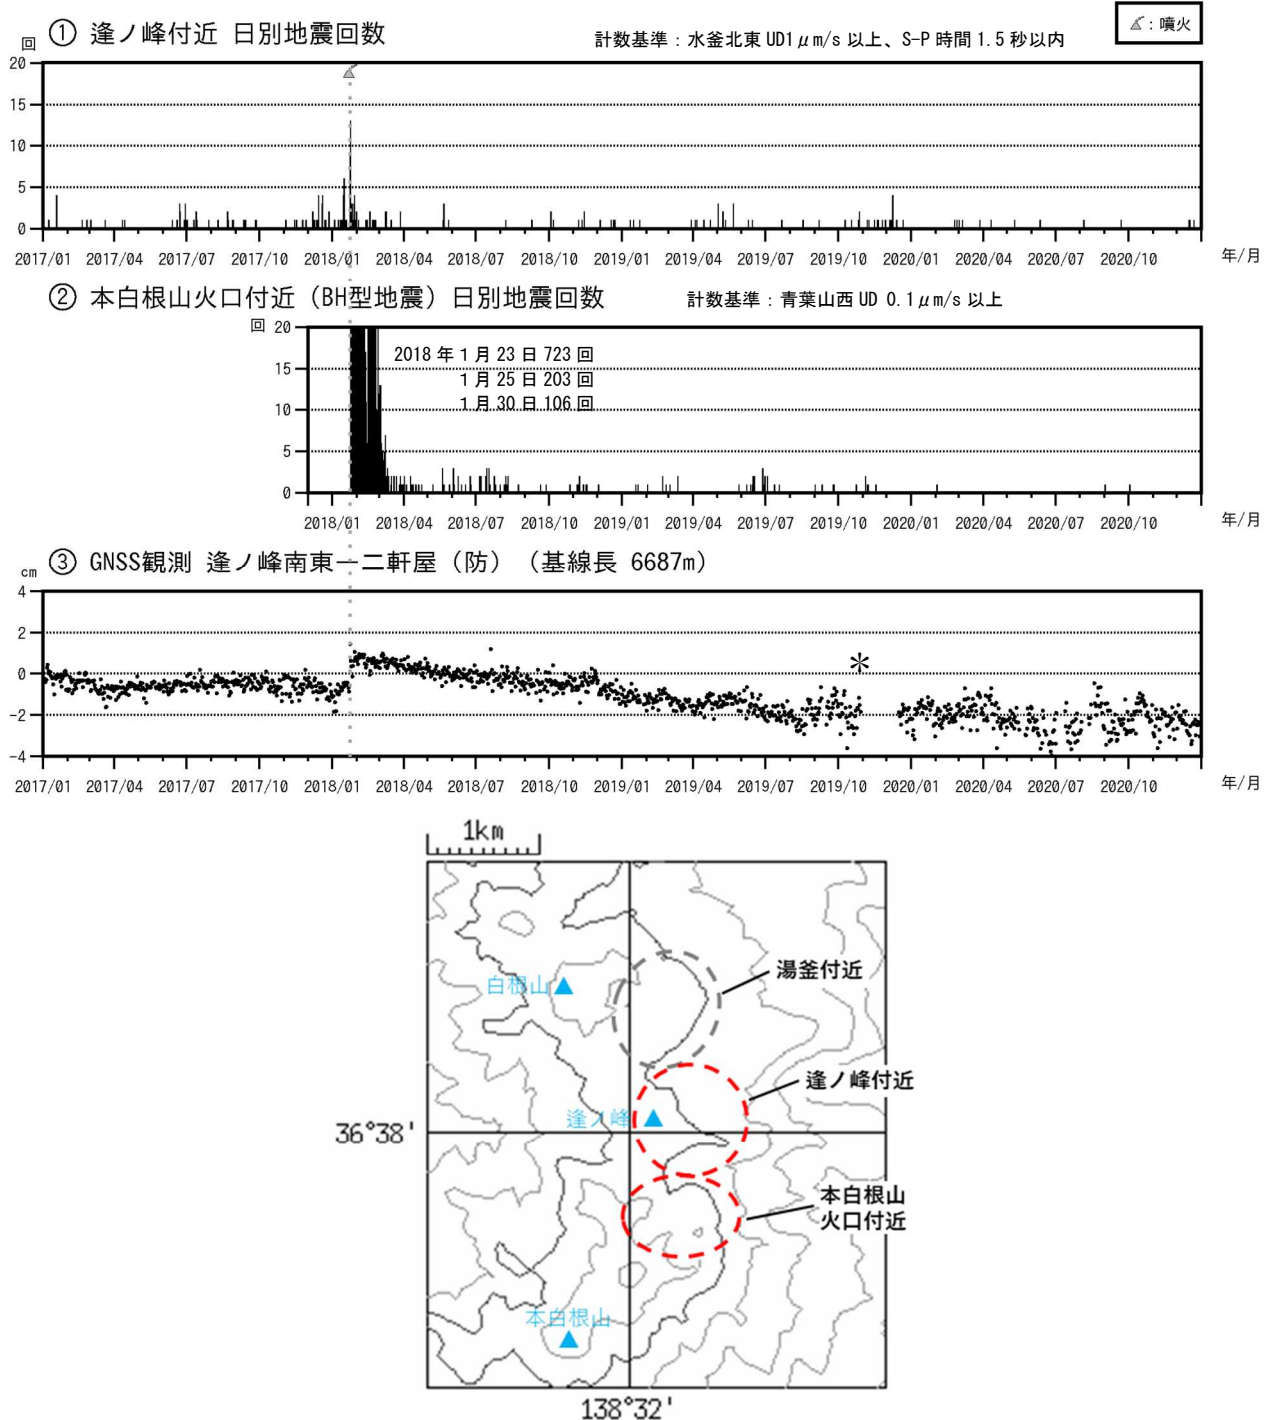 ① 逢ノ峰付近 日別地震回数
計数基準：水釜北東 UD1μm/s 以上、S-P 時間 1.5 秒以内
：噴火
回
20
15
10
5
0
2017/01 2017/04 2017/07 2017/10 2018/01 2018/04 2018/07 2018/10 2019/01 2019/04 2019/07 2019/10 2020/01 2020/04 2020/07 2020/10 年/月
② 本白根山火口付近（BH型地震）日別地震回数
計数基準：青葉山西 UD 0.1μm/s 以上
回 20
15
10
5
0
2018 年 1 月 23 日 723 回
1 月 25 日 203 回
1 月 30 日 106 回
2018/01 2018/04 2018/07 2018/10 2019/01 2019/04 2019/07 2019/10 2020/01 2020/04 2020/07 2020/10 年/月
③ GNSS観測 逢ノ峰南東－二軒屋（防）（基線長 6687m）
cm
4
2
0
-2
-4
＊
2017/01 2017/04 2017/07 2017/10 2018/01 2018/04 2018/07 2018/10 2019/01 2019/04 2019/07 2019/10 2020/01 2020/04 2020/07 2020/10 年/月
1km
湯釜付近
白根山
逢ノ峰付近
逢ノ峰
36°38'
本白根山
火口付近
本白根山
138°32'